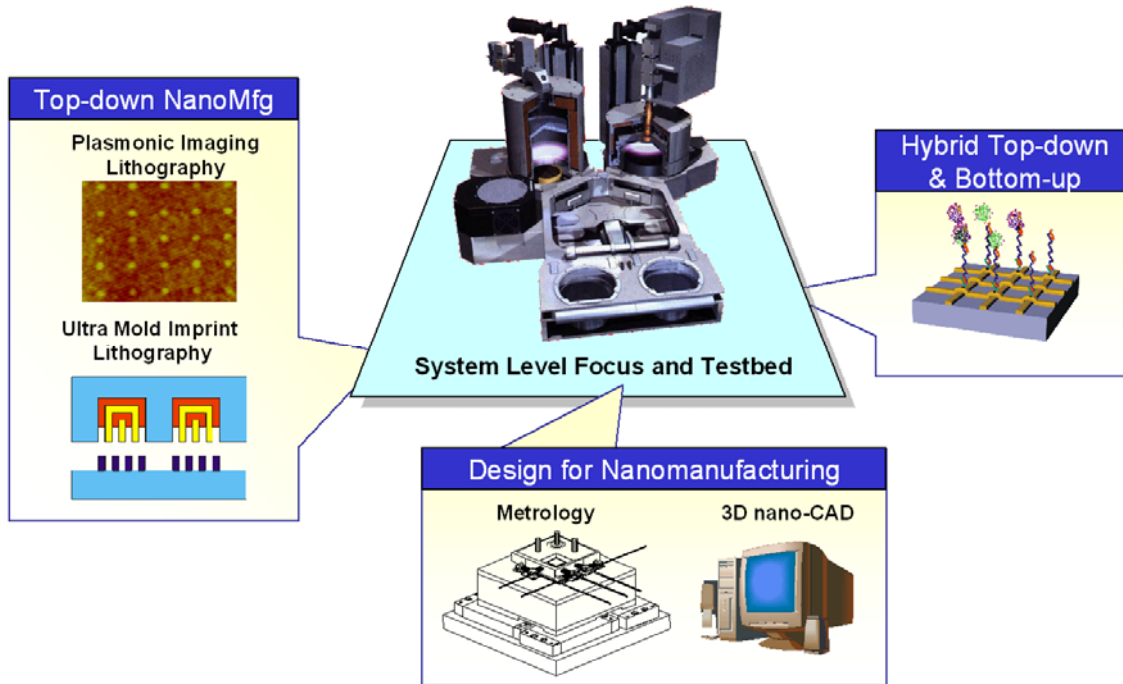 Top-down NanoMfg
Plasmonic Imaging
Lithography
Ultra Mold Imprint
Lithography
System Level Focus and Testbed
Hybrid Top-down
& Bottom-up
Design for Nanomanufacturing
Metrology
3D nano-CAD